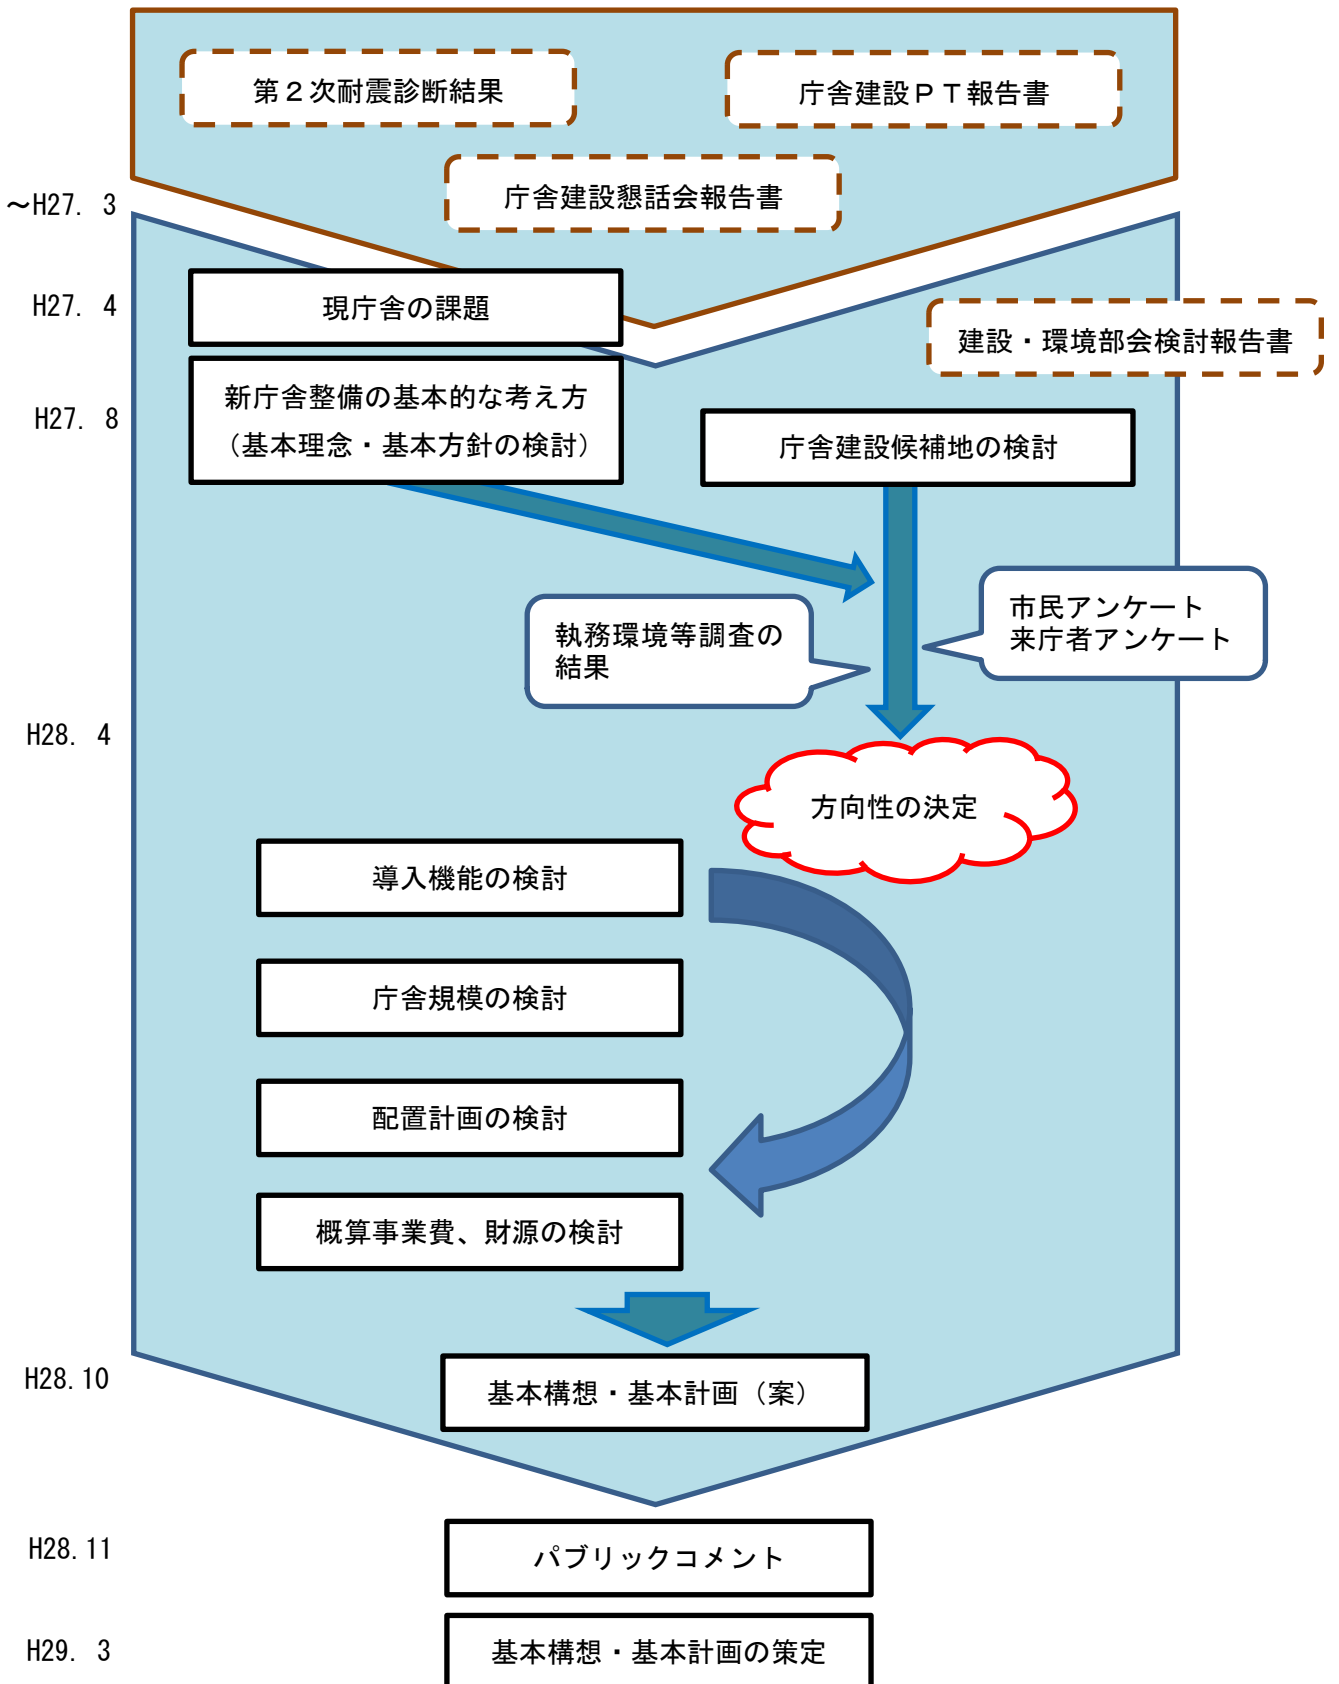 第２次耐震診断結果
庁舎建設ＰＴ報告書
庁舎建設懇話会報告書
～H27. 3
H27. 4
現庁舎の課題
建設・環境部会検討報告書
H27. 8
新庁舎整備の基本的な考え方
（基本理念・基本方針の検討）
庁舎建設候補地の検討
執務環境等調査の
結果
市民アンケート
来庁者アンケート
H28. 4
方向性の決定
導入機能の検討
庁舎規模の検討
配置計画の検討
概算事業費、財源の検討
H28. 10
基本構想・基本計画（案）
H28. 11
パブリックコメント
H29. 3
基本構想・基本計画の策定